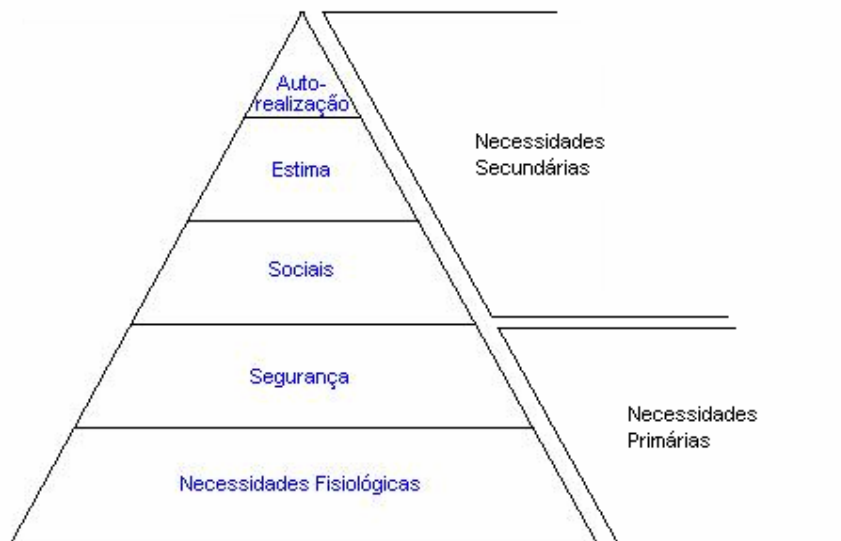 Auto-
realização
Necessidades
Secundárias
Estima
Sociais
Segurança
Necessidades
Primárias
Necessidades Fisiológicas